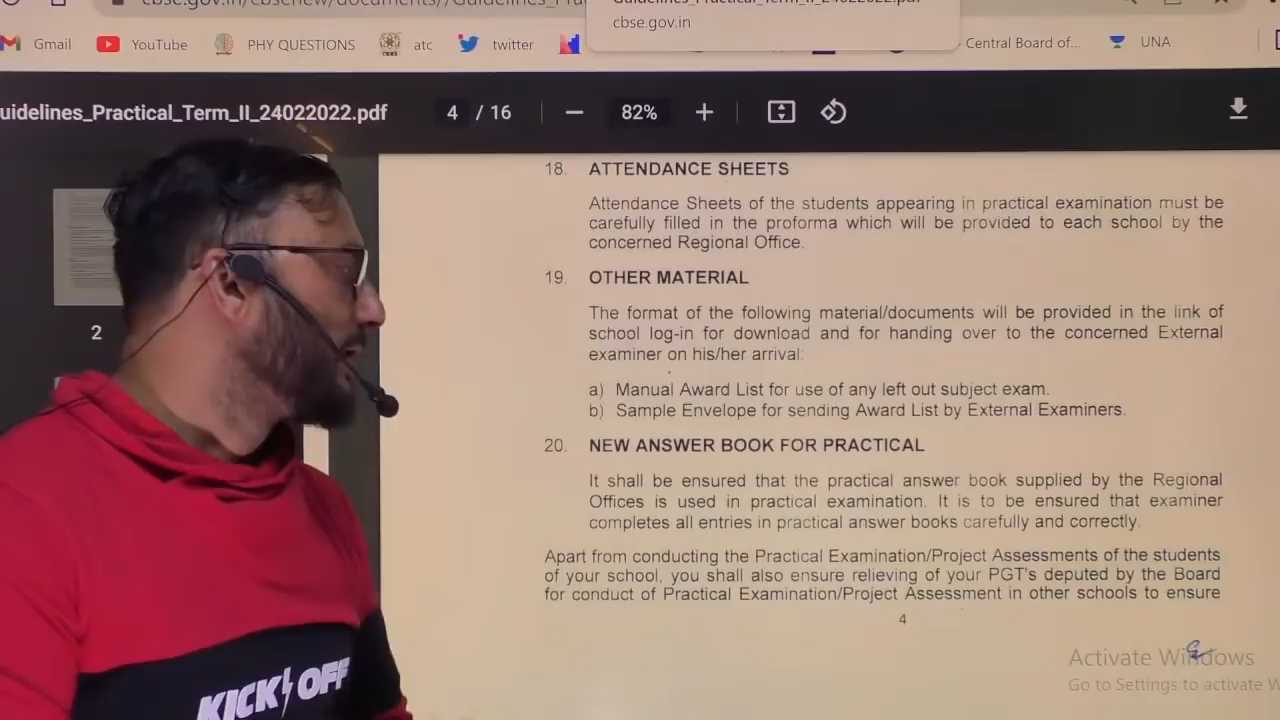 cbse.gov.in/cbsenew/documents//Guidelines_Pra
Guidelines_Practical_Term_II_24022022.pdf
cbse.gov.in
Gmail
YouTube
PHY QUESTIONS
atc
twitter
Central Board of...
UNA
uidelines_Practical_Term_II_24022022.pdf
4 / 16
82%
2
18. ATTENDANCE SHEETS
Attendance Sheets of the students appearing in practical examination must be
carefully filled in the proforma which will be provided to each school by the
concerned Regional Office.
19. OTHER MATERIAL
The format of the following material/documents will be provided in the link of
school log-in for download and for handing over to the concerned External
examiner on his/her arrival:
a) Manual Award List for use of any left out subject exam.
b) Sample Envelope for sending Award List by External Examiners.
20. NEW ANSWER BOOK FOR PRACTICAL
It shall be ensured that the practical answer book supplied by the Regional
Offices is used in practical examination. It is to be ensured that examiner
completes all entries in practical answer books carefully and correctly.
Apart from conducting the Practical Examination/Project Assessments of the students
of your school, you shall also ensure relieving of your PGT's deputed by the Board
for conduct of Practical Examination/Project Assessment in other schools to ensure
4
Activate Windows
Go to Settings to activate W
KICK OFF